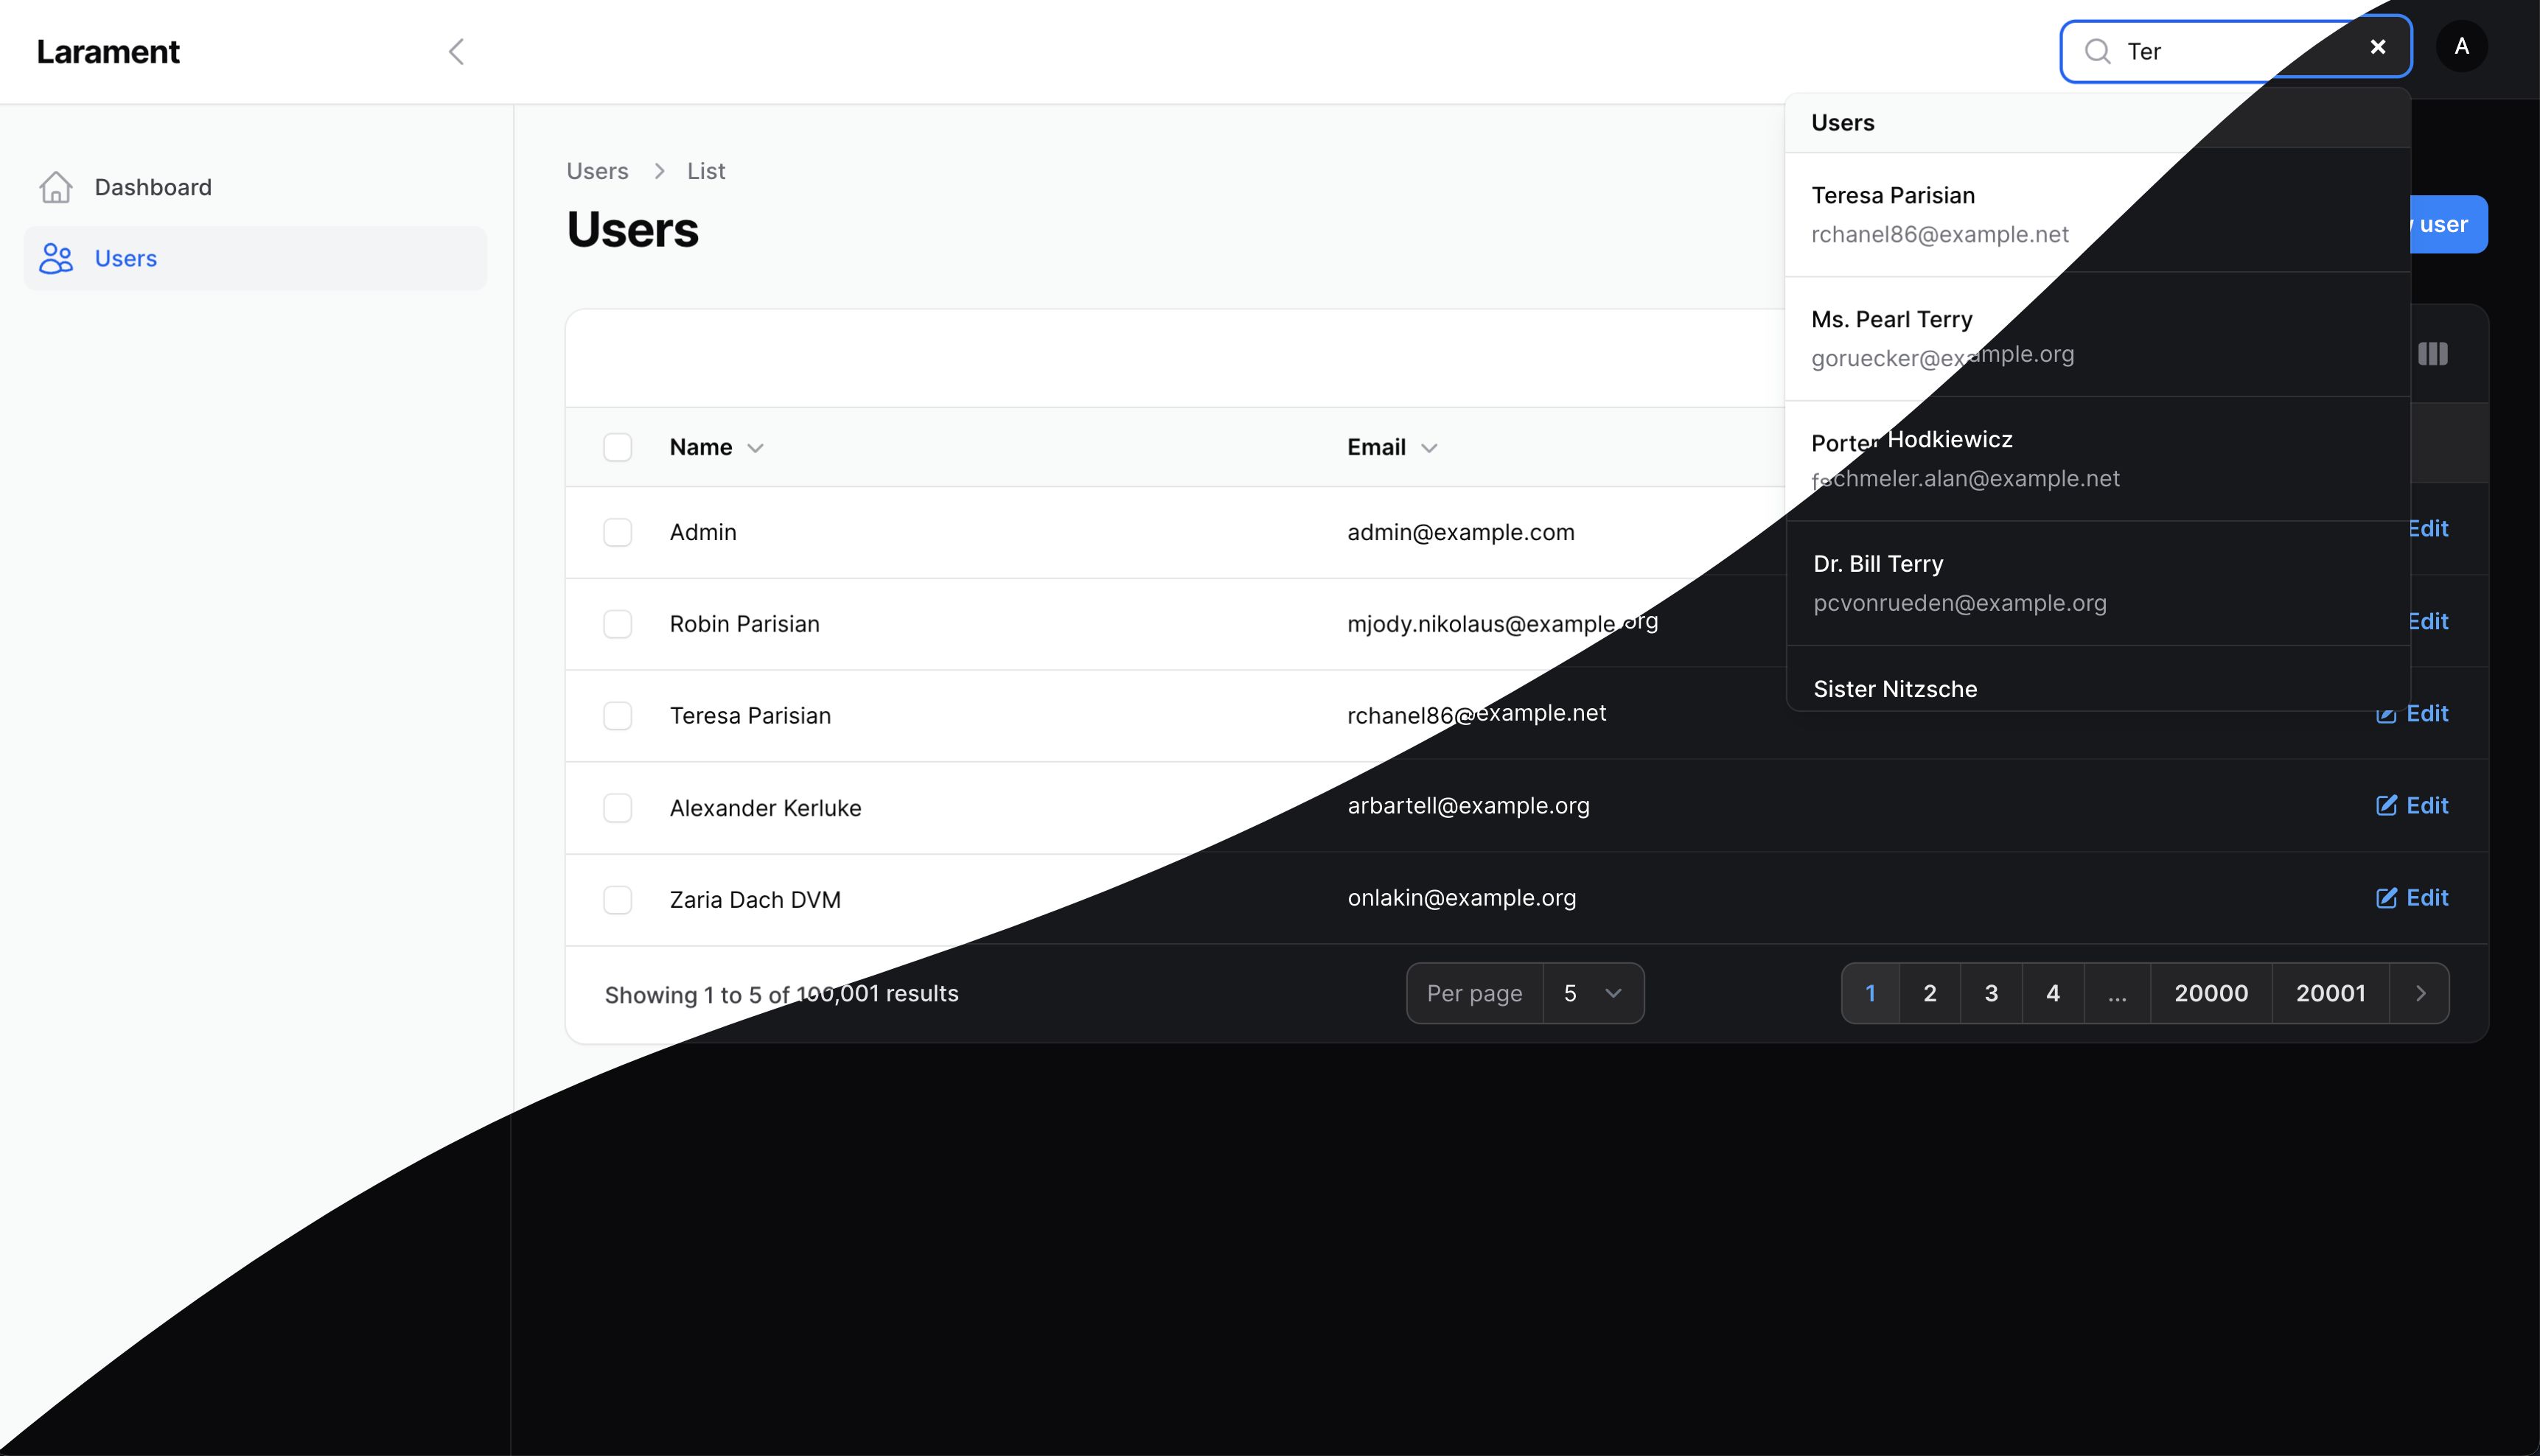 Larament
Ter
A
Dashboard
Users
Users > List
Users
user
Users
Teresa Parisian
rchanel86@example.net
Ms. Pearl Terry
goruecker@example.org
Porter Hodkiewicz
fschmeler.alan@example.net
Dr. Bill Terry
pcvonrueden@example.org
Sister Nitzsche
Name Email
Admin admin@example.com Edit
Robin Parisian mjody.nikolaus@example.org Edit
Teresa Parisian rchanel86@example.net Edit
Alexander Kerluke arbartell@example.org Edit
Zaria Dach DVM onlakin@example.org Edit
Showing 1 to 5 of 100,001 results Per page 5 1 2 3 4 ... 20000 20001